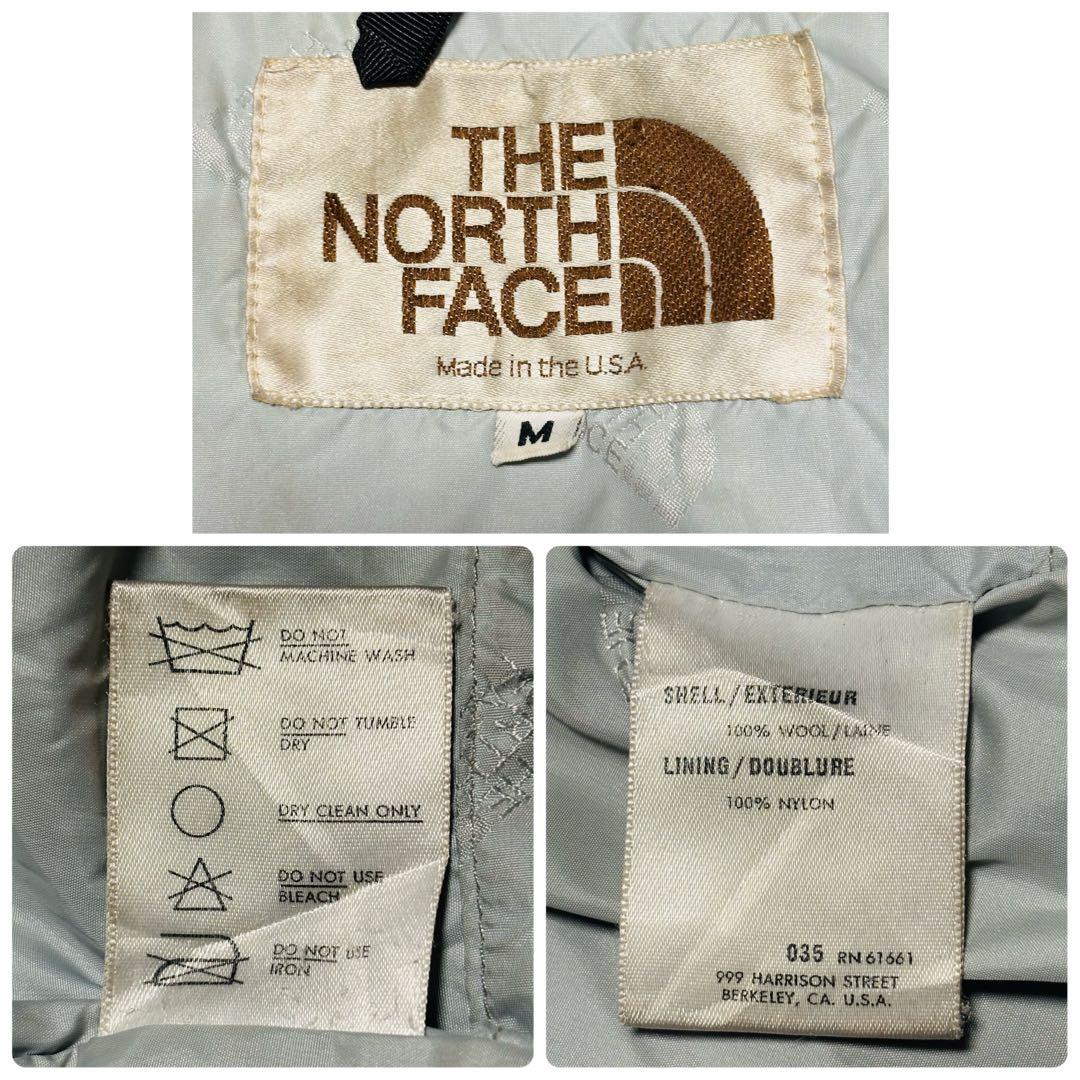 THE
NORTH
FACE
Made in the U.S.A.
M
CE
DO NOT
MACHINE WASH
DO NOT TUMBLE
DRY
DRY CLEAN ONLY
DO NOT USE
BLEACH
DO NOT USE
IRON
SHELL/EXTERIEUR
100% WOOL/LAINE
LINING/DOUBLURE
100% NYLON
035 RN 61661
999 HARRISON STREET
BERKELEY, CA. U.S.A.